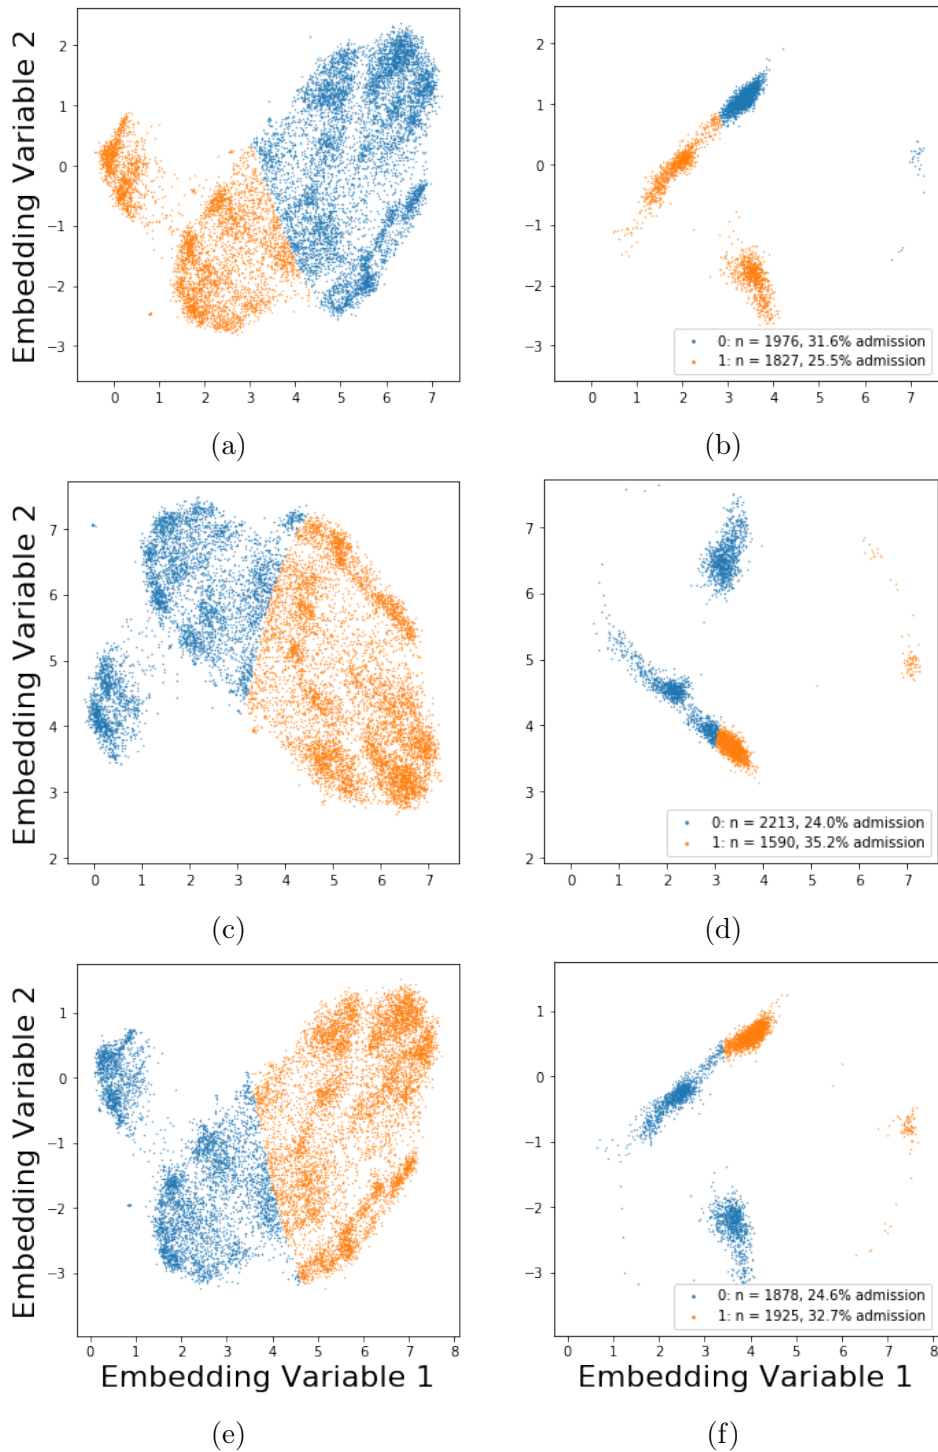 Embedding Variable 2
2
1
0
−1
−2
−3
0 1 2 3 4 5 6 7
(a)
2
1
0
−1
−2
−3
0 1 2 3 4 5 6 7
0: n = 1976, 31.6% admission
1: n = 1827, 25.5% admission
(b)
Embedding Variable 2
7
6
5
4
3
2
0 1 2 3 4 5 6 7
(c)
7
6
5
4
3
2
0 1 2 3 4 5 6 7
0: n = 2213, 24.0% admission
1: n = 1590, 35.2% admission
(d)
Embedding Variable 2
1
0
−1
−2
−3
0 1 2 3 4 5 6 7 8
Embedding Variable 1
(e)
1
0
−1
−2
−3
0 1 2 3 4 5 6 7 8
0: n = 1878, 24.6% admission
1: n = 1925, 32.7% admission
Embedding Variable 1
(f)